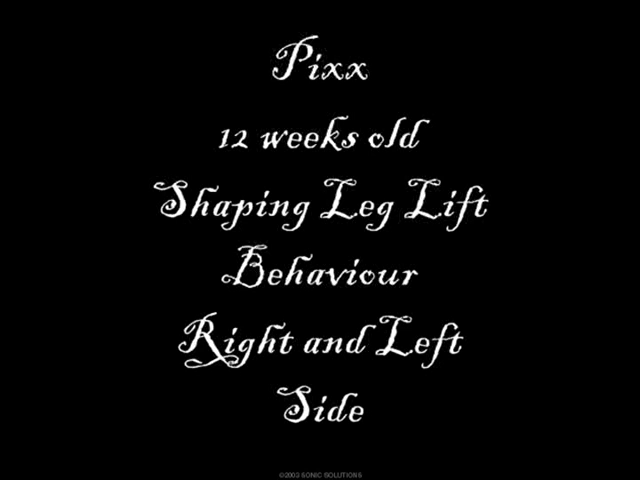 Pixx
12 weeks old
Shaping Leg Lift
Behaviour
Right and Left
Side
©2003 SONIC SOLUTIONS